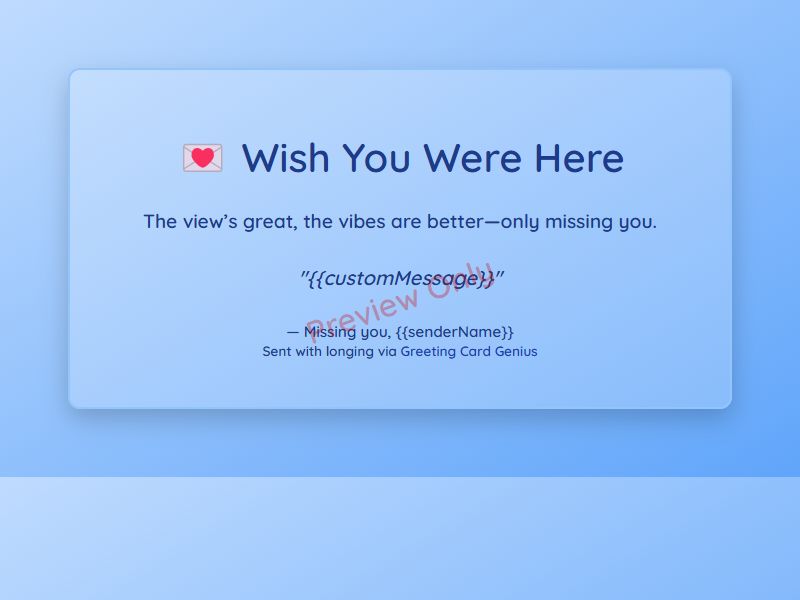 💌 Wish You Were Here
The view’s great, the vibes are better—only missing you.
"{{customMessage}}"
Preview Only
— Missing you, {{senderName}}
Sent with longing via Greeting Card Genius